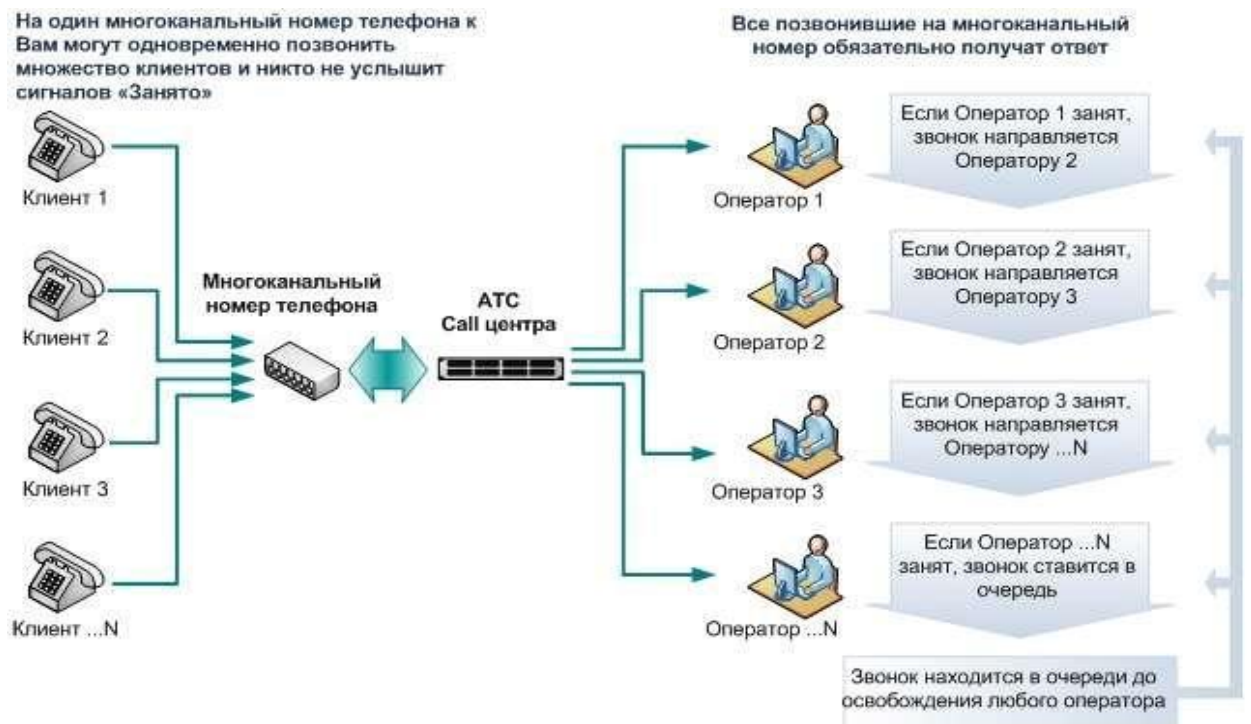 На один многоканальный номер телефона к
Вам могут одновременно позвонить
множество клиентов и никто не услышит
сигналов «Занято»
Все позвонившие на многоканальный
номер обязательно получат ответ
Клиент 1
Клиент 2
Клиент 3
Клиент ...N
Многоканальный
номер телефона
АТС
Call центра
Оператор 1
Если Оператор 1 занят,
звонок направляется
Оператору 2
Оператор 2
Если Оператор 2 занят,
звонок направляется
Оператору 3
Оператор 3
Если Оператор 3 занят,
звонок направляется
Оператору ...N
Оператор ...N
Если Оператор ...N
занят, звонок ставится в
очередь
Звонок находится в очереди до
освобождения любого оператора